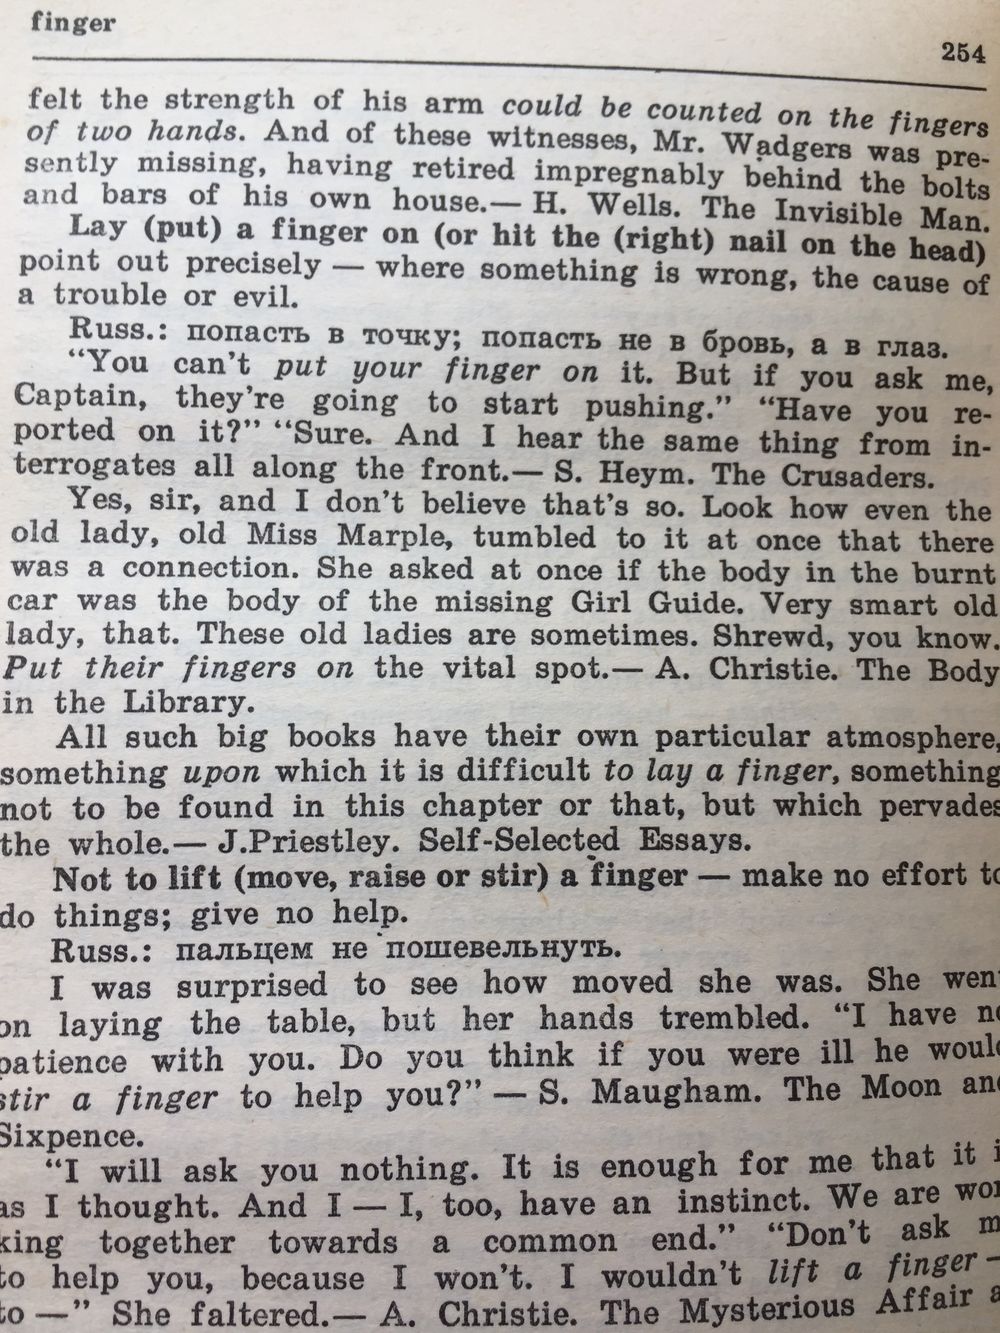 finger
254
felt the strength of his arm could be counted on the fingers
of two hands. And of these witnesses, Mr. Wadgers was pre-
sently missing, having retired impregnably behind the bolts
and bars of his own house.— H. Wells. The Invisible Man.
Lay (put) a finger on (or hit the (right) nail on the head)
point out precisely — where something is wrong, the cause of
a trouble or evil.
Russ.: попасть в точку; попасть не в бровь, а в глаз.
“You can’t put your finger on it. But if you ask me,
Captain, they’re going to start pushing.” “Have you re-
ported on it?” “Sure. And I hear the same thing from in-
terrogates all along the front.— S. Heym. The Crusaders.
Yes, sir, and I don’t believe that’s so. Look how even the
old lady, old Miss Marple, tumbled to it at once that there
was a connection. She asked at once if the body in the burnt
car was the body of the missing Girl Guide. Very smart old
lady, that. These old ladies are sometimes. Shrewd, you know.
Put their fingers on the vital spot.— A. Christie. The Body
in the Library.
All such big books have their own particular atmosphere,
something upon which it is difficult to lay a finger, something
not to be found in this chapter or that, but which pervades
the whole.— J.Priestley. Self-Selected Essays.
Not to lift (move, raise or stir) a finger — make no effort to
do things; give no help.
Russ.: пальцем не пошевельнуть.
I was surprised to see how moved she was. She went
on laying the table, but her hands trembled. “I have no
patience with you. Do you think if you were ill he would
stir a finger to help you?” — S. Maugham. The Moon and
Sixpence.
“I will ask you nothing. It is enough for me that it i
as I thought. And I — I, too, have an instinct. We are wor
king together towards a common end.” “Don’t ask m
to help you, because I won’t. I wouldn’t lift a finger —
to —” She faltered.— A. Christie. The Mysterious Affair a